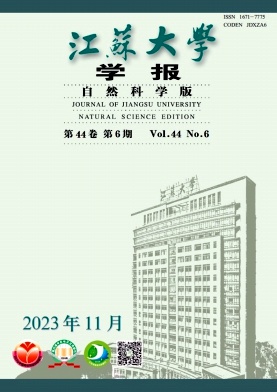 ISSN 1671-7775
CODEN JDXZA6
江蘇大學
学报
自然科学版
JOURNAL OF JIANGSU UNIVERSITY
NATURAL SCIENCE EDITION
第44卷 第6期 Vol.44 No.6
2023年11月